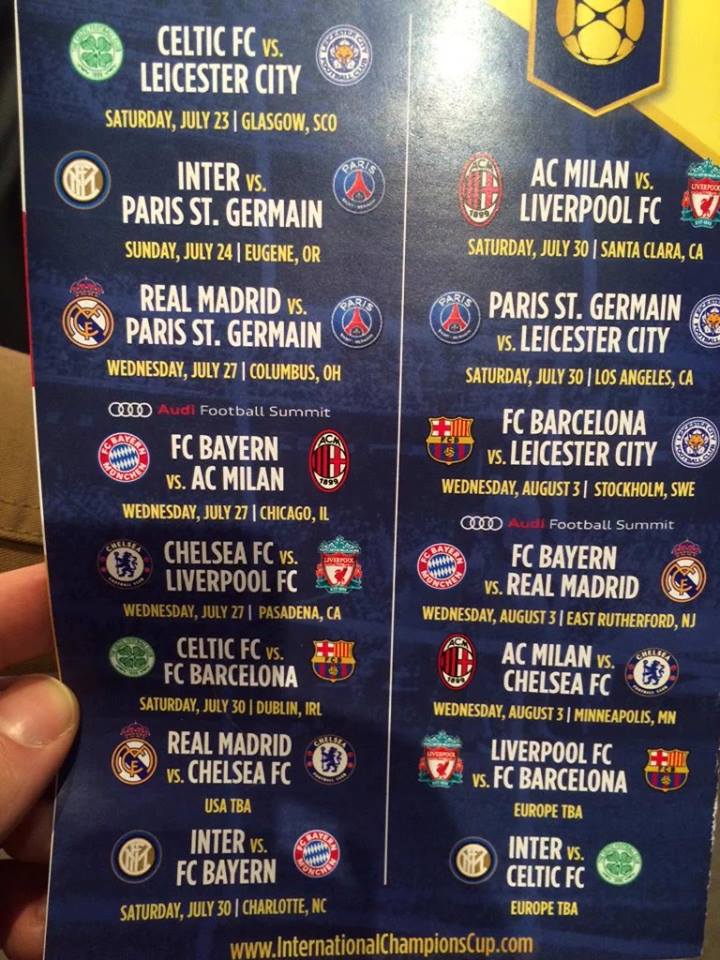 CELTIC FC VS.
LEICESTER CITY
SATURDAY, JULY 23 | GLASGOW, SCO
INTER VS.
PARIS ST. GERMAIN
SUNDAY, JULY 24 | EUGENE, OR
REAL MADRID VS.
PARIS ST. GERMAIN
WEDNESDAY, JULY 27 | COLUMBUS, OH
Audi Football Summit
FC BAYERN
VS. AC MILAN
WEDNESDAY, JULY 27 | CHICAGO, IL
CHELSEA FC VS.
LIVERPOOL FC
WEDNESDAY, JULY 27 | PASADENA, CA
CELTIC FC VS.
FC BARCELONA
SATURDAY, JULY 30 | DUBLIN, IRL
REAL MADRID
VS. CHELSEA FC
USA TBA
INTER VS.
FC BAYERN
SATURDAY, JULY 30 | CHARLOTTE, NC
AC MILAN VS.
LIVERPOOL FC
SATURDAY, JULY 30 | SANTA CLARA, CA
PARIS ST. GERMAIN
VS. LEICESTER CITY
SATURDAY, JULY 30 | LOS ANGELES, CA
FC BARCELONA
VS. LEICESTER CITY
WEDNESDAY, AUGUST 3 | STOCKHOLM, SWE
Audi Football Summit
FC BAYERN
VS. REAL MADRID
WEDNESDAY, AUGUST 3 | EAST RUTHERFORD, NJ
AC MILAN VS.
CHELSEA FC
WEDNESDAY, AUGUST 3 | MINNEAPOLIS, MN
LIVERPOOL FC
VS. FC BARCELONA
EUROPE TBA
INTER VS.
CELTIC FC
EUROPE TBA
www.InternationalChampionsCup.com